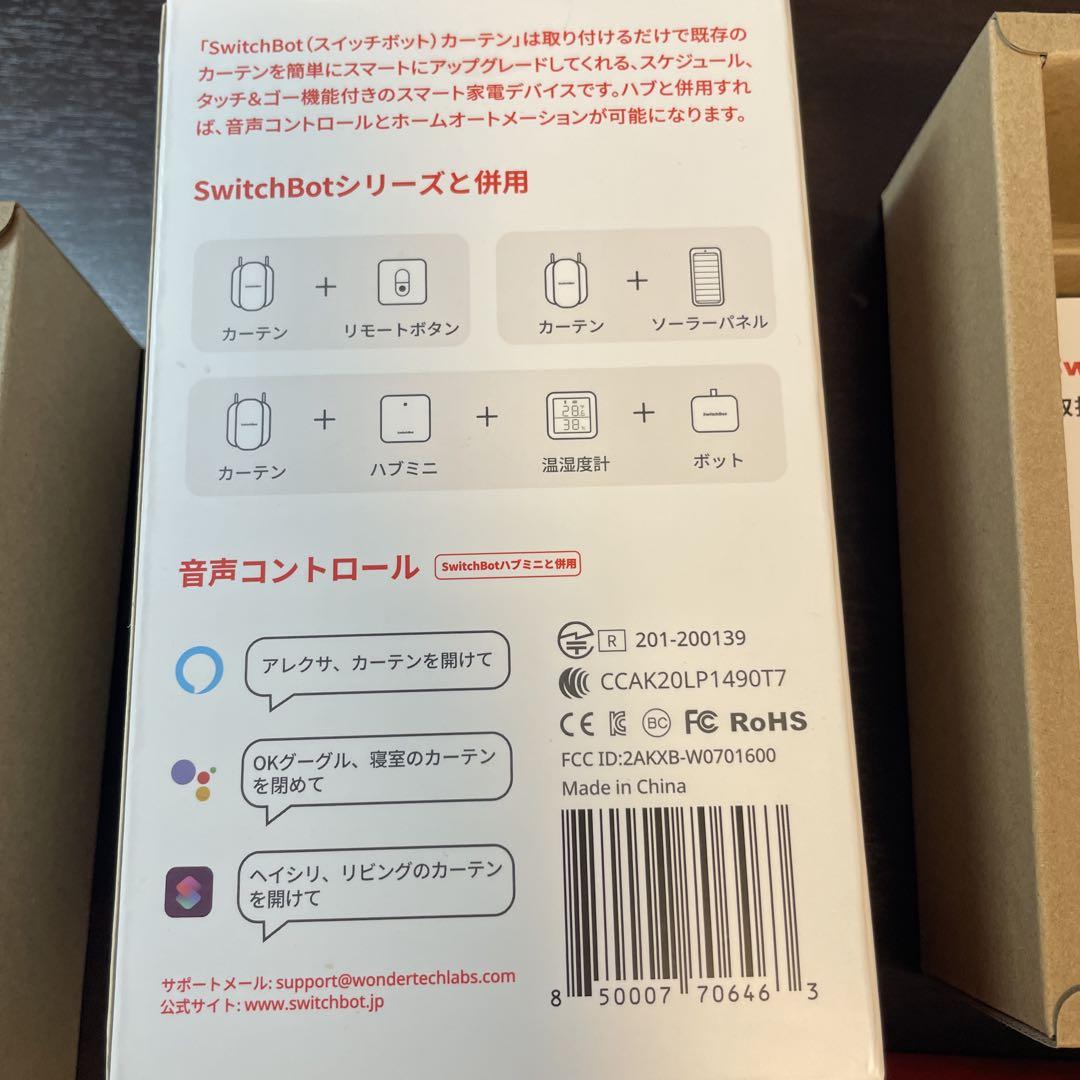 「SwitchBot（スイッチボット）カーテン」は取り付けるだけで既存の
カーテンを簡単にスマートにアップグレードしてくれる、スケジュール、
タッチ＆ゴー機能付きのスマート家電デバイスです。ハブと併用すれ
ば、音声コントロールとホームオートメーションが可能になります。
SwitchBotシリーズと併用
カーテン + リモートボタン
カーテン + ソーラーパネル
カーテン + ハブミニ + 温湿度計 + ボット
音声コントロール SwitchBotハブミニと併用
アレクサ、カーテンを開けて
OKグーグル、寝室のカーテン
を閉めて
ヘイシリ、リビングのカーテン
を開けて
サポートメール: support@wondertechlabs.com
公式サイト: www.switchbot.jp
R 201-200139
CCAK20LP1490T7
CE BC FC RoHS
FCC ID:2AKXB-W0701600
Made in China
8 50007 70646 3